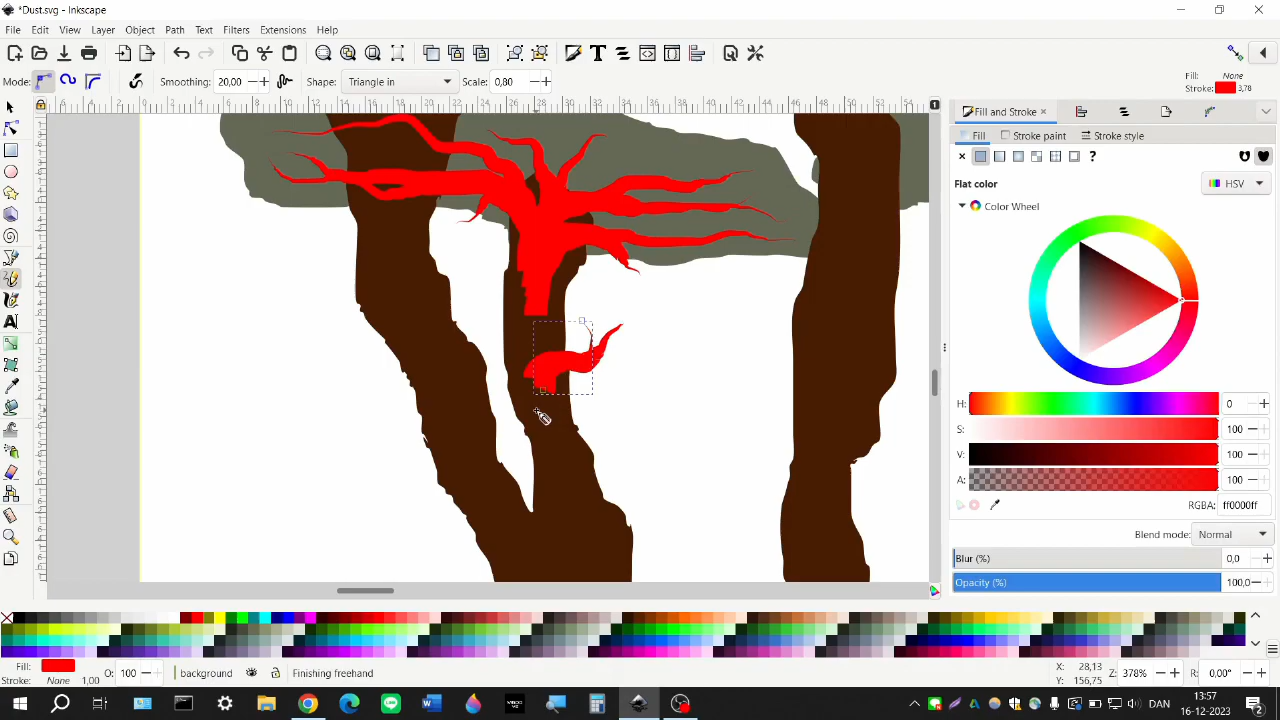 *Dust.svg - Inkscape
File Edit View Layer Object Path Text Filters Extensions Help
Mode: Smoothing: 20,00 Shape: Triangle in Scale: 0,80
Fill: None
Stroke: 3,78
Fill and Stroke
Fill Stroke paint Stroke style
Flat color HSV
Color Wheel
H: 0
S: 100
V: 100
A: 100
RGBA: ff0000ff
Blend mode: Normal
Blur (%) 0,0
Opacity (%) 100,0
Fill:
Stroke: None 1,00 O: 100 background Finishing freehand X: 28,13 Z: 378% R: 0,00°
Y: 156,75
DAN 13:57
16-12-2023